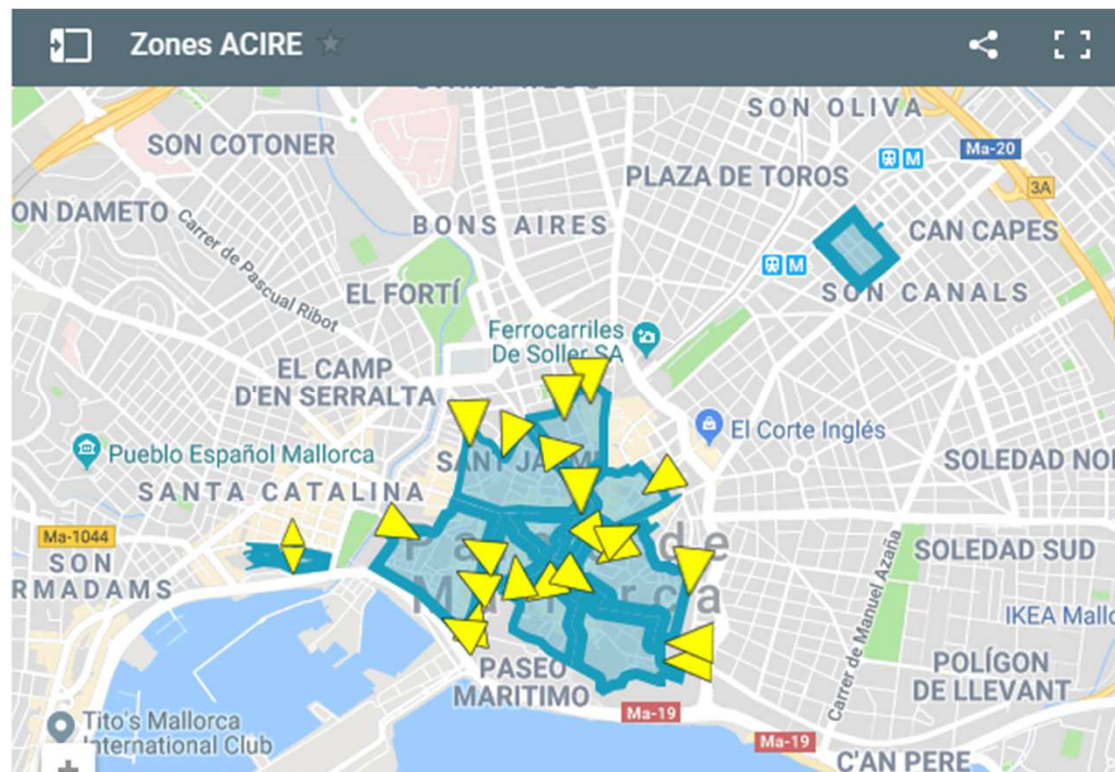 Zones ACIRE
SON OLIVA
SON COTONER
Ma-20
PLAZA DE TOROS
M
3A
ON DAMETO
BONS AIRES
CAN CAPES
Carrer de Pascual Ribot
M
EL FORTÍ
SON CANALS
Ferrocarriles
De Soller SA
EL CAMP
D'EN SERRALTA
El Corte Inglés
Pueblo Español Mallorca
SANT JA
SOLEDAD NO
SANTA CATALINA
Ma-1044
SON
RMADAMS
SOLEDAD SUD
Carrer de Manuel Azaña
IKEA Mallo
PASEO
MARITIMO
POLÍGON
DE LLEVANT
Ma-19
Tito's Mallorca
International Club
Ma-19
C'AN PERE
+